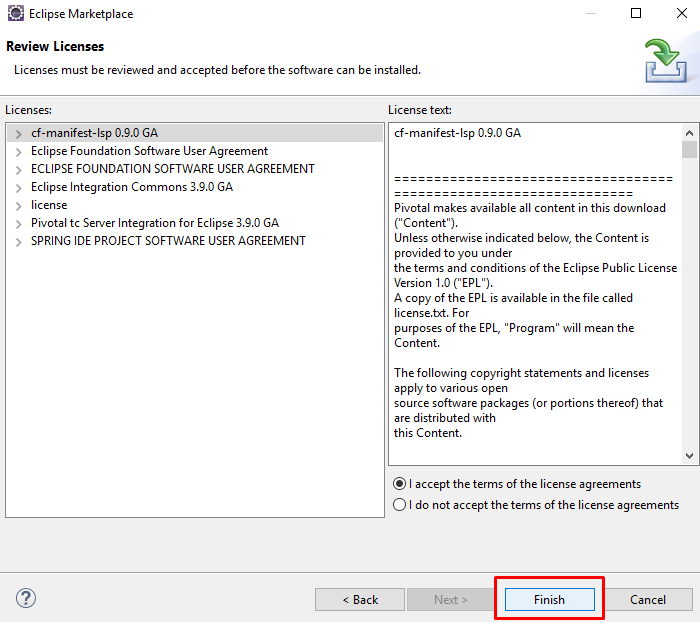 Eclipse Marketplace
Review Licenses
Licenses must be reviewed and accepted before the software can be installed.
Licenses:
cf-manifest-lsp 0.9.0 GA
Eclipse Foundation Software User Agreement
ECLIPSE FOUNDATION SOFTWARE USER AGREEMENT
Eclipse Integration Commons 3.9.0 GA
license
Pivotal tc Server Integration for Eclipse 3.9.0 GA
SPRING IDE PROJECT SOFTWARE USER AGREEMENT
License text:
cf-manifest-lsp 0.9.0 GA
===================================
==============================
Pivotal makes available all content in this download
("Content").
Unless otherwise indicated below, the Content is
provided to you under
the terms and conditions of the Eclipse Public License
Version 1.0 ("EPL").
A copy of the EPL is available in the file called
license.txt. For
purposes of the EPL, "Program" will mean the
Content.
The following copyright statements and licenses
apply to various open
source software packages (or portions thereof) that
are distributed with
this Content.
I accept the terms of the license agreements
I do not accept the terms of the license agreements
? < Back Next > Finish Cancel